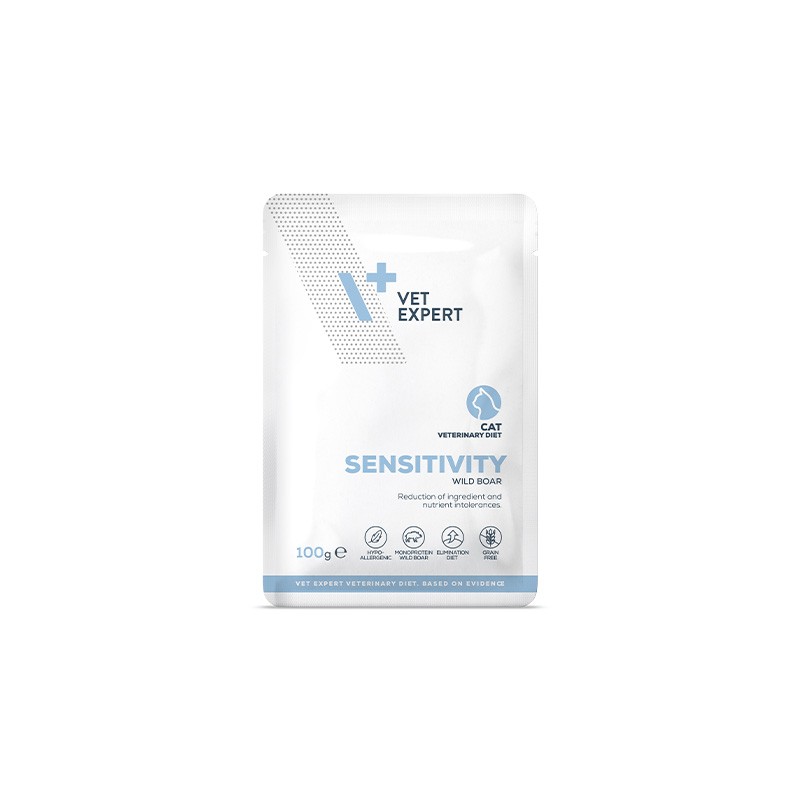 VET
EXPERT
CAT
VETERINARY DIET
SENSITIVITY
WILD BOAR
Reduction of ingredient and
nutrient intolerances.
100g ℮
HYPO-
ALLERGENIC
MONOPROTEIN
WILD BOAR
ELIMINATION
DIET
GRAIN
FREE
VET EXPERT VETERINARY DIET. BASED ON EVIDENCE